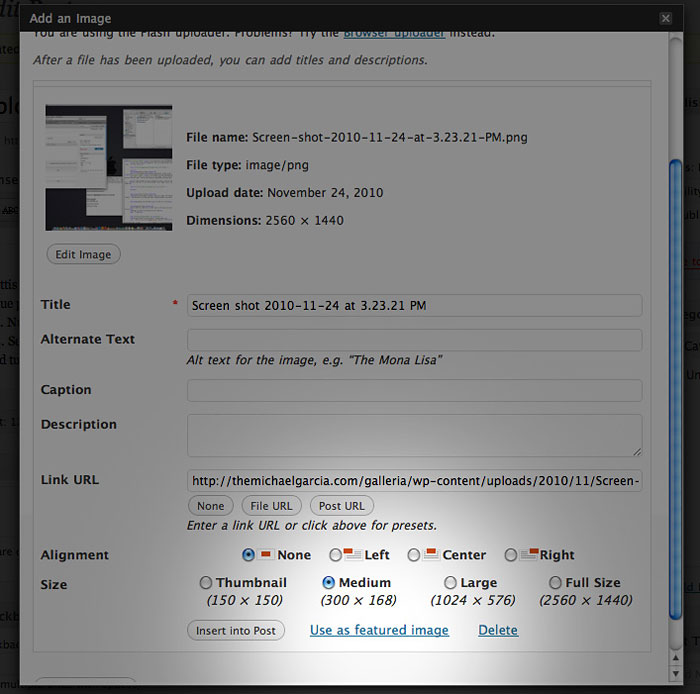 Add an Image
You are using the Flash uploader. Problems? Try the Browser uploader instead.
After a file has been uploaded, you can add titles and descriptions.
File name: Screen-shot-2010-11-24-at-3.23.21-PM.png
File type: image/png
Upload date: November 24, 2010
Dimensions: 2560 × 1440
Edit Image
Title * Screen shot 2010-11-24 at 3.23.21 PM
Alternate Text
Alt text for the image, e.g. “The Mona Lisa”
Caption
Description
Link URL http://themichaelgarcia.com/galleria/wp-content/uploads/2010/11/Screen-
None File URL Post URL
Enter a link URL or click above for presets.
Alignment None Left Center Right
Size Thumbnail Medium Large Full Size
(150 × 150) (300 × 168) (1024 × 576) (2560 × 1440)
Insert into Post Use as featured image Delete